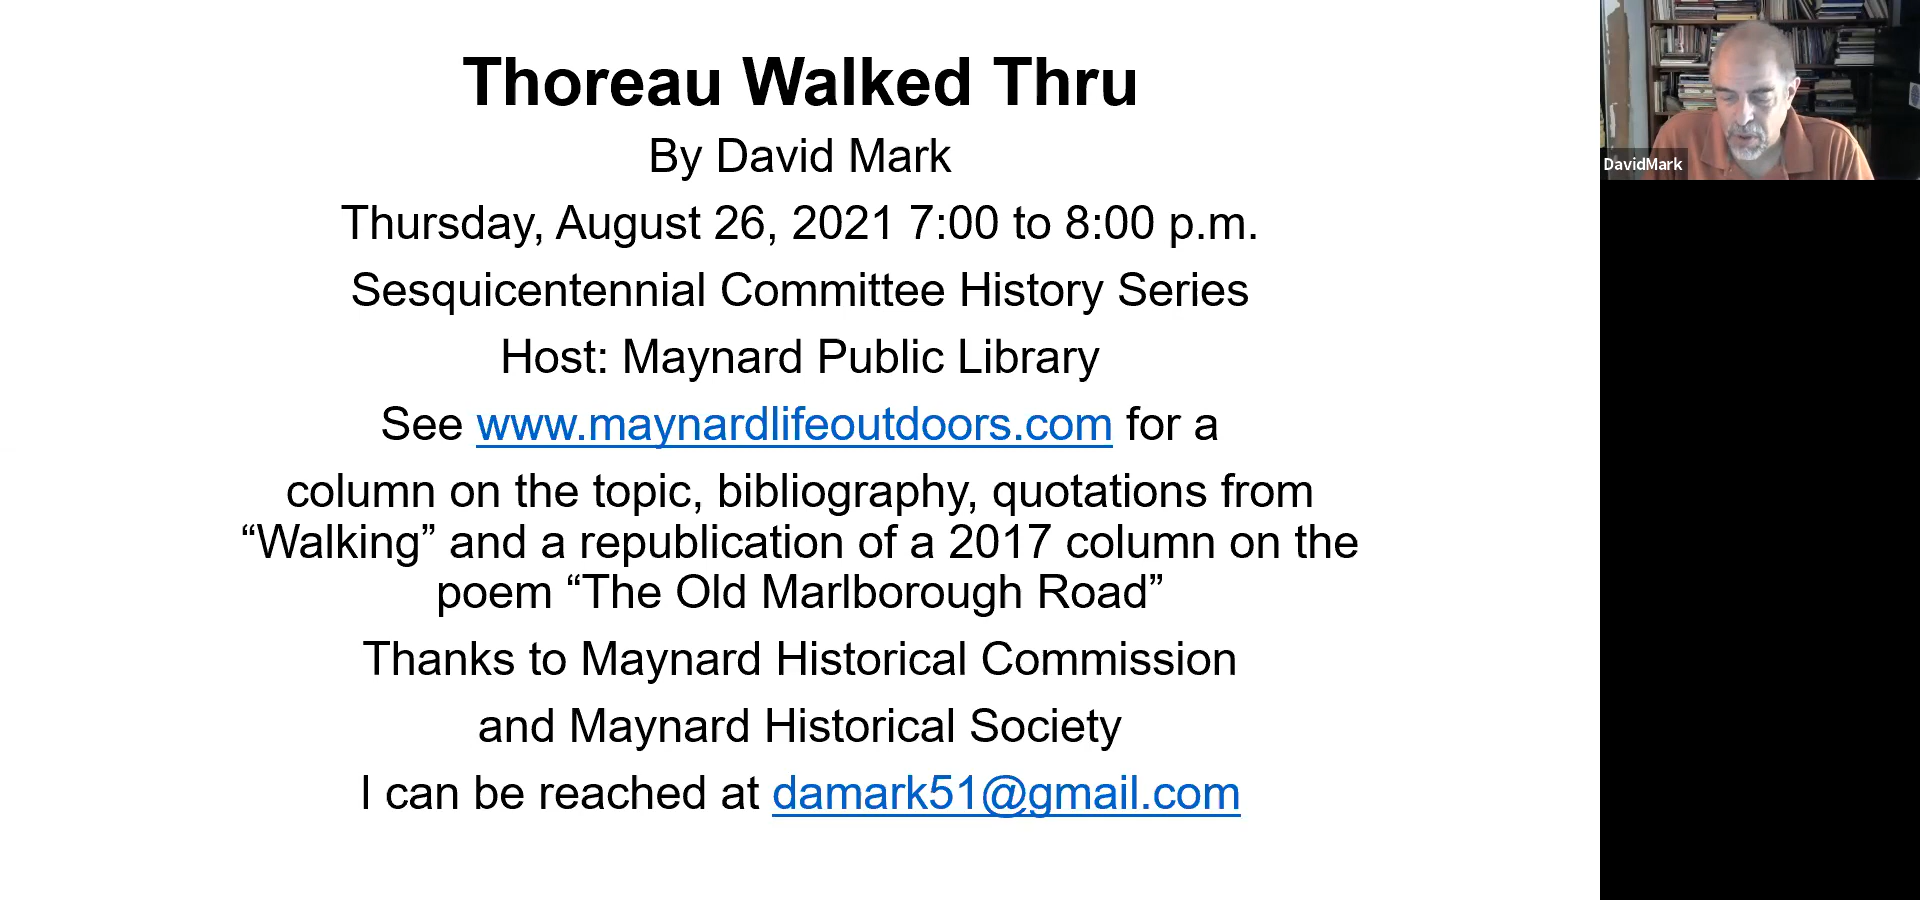 Thoreau Walked Thru
By David Mark
Thursday, August 26, 2021 7:00 to 8:00 p.m.
Sesquicentennial Committee History Series
Host: Maynard Public Library
See www.maynardlifeoutdoors.com for a
column on the topic, bibliography, quotations from
“Walking” and a republication of a 2017 column on the
poem “The Old Marlborough Road”
Thanks to Maynard Historical Commission
and Maynard Historical Society
I can be reached at damark51@gmail.com
DavidMark